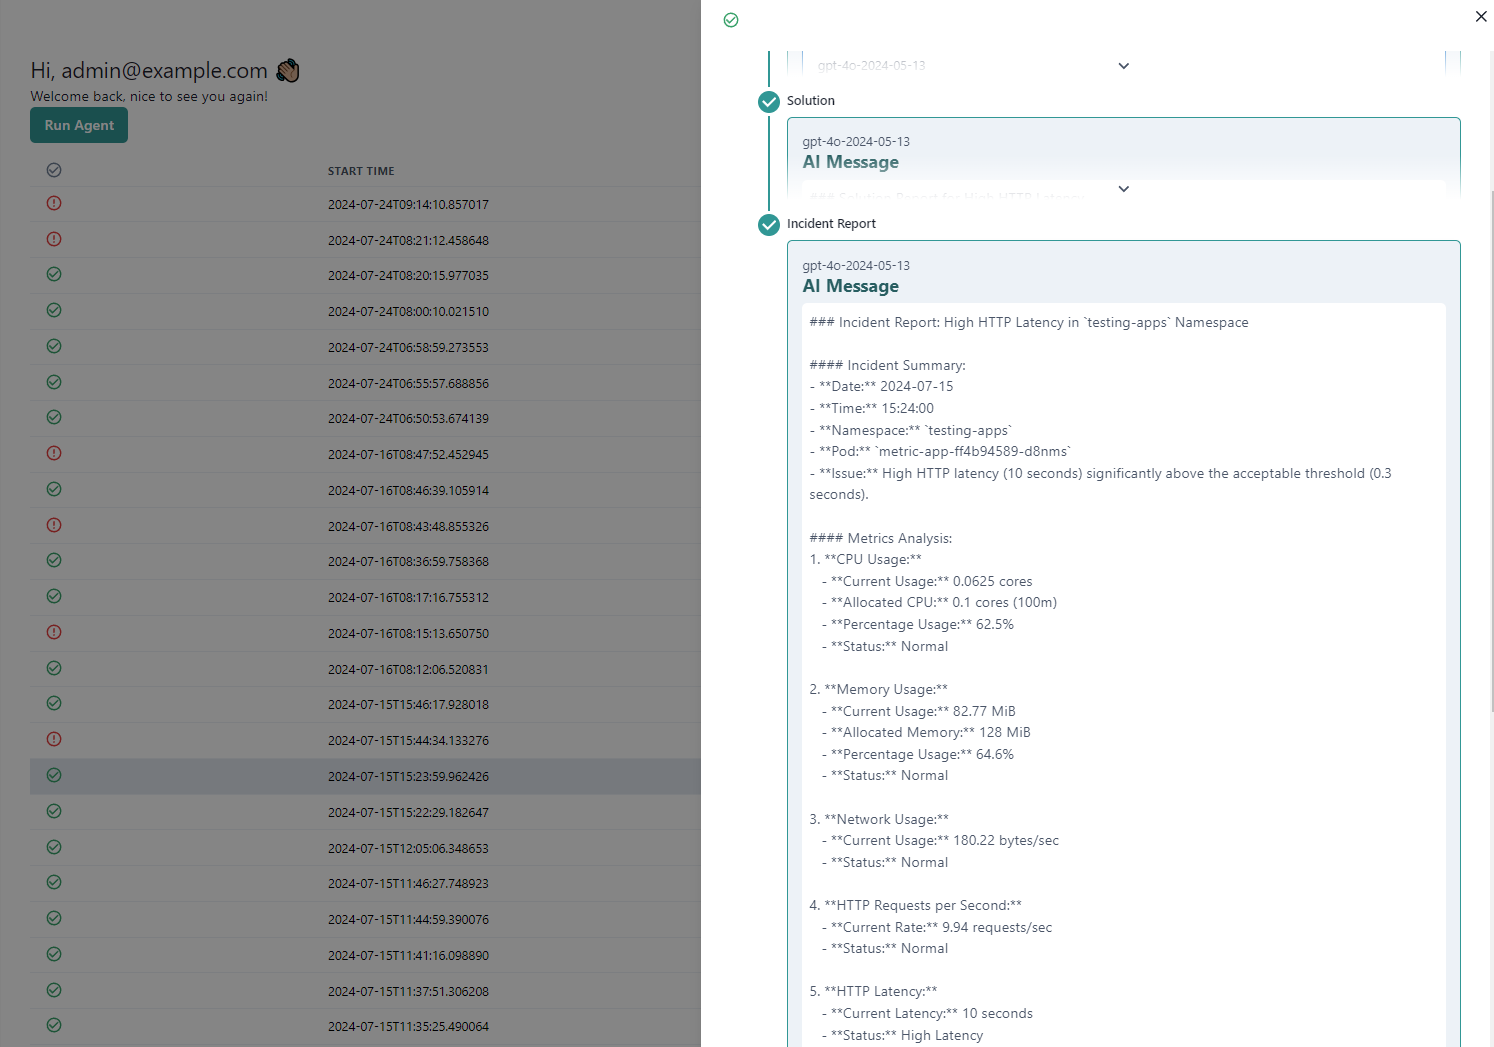 Hi, admin@example.com 👋
Welcome back, nice to see you again!
Run Agent
START TIME
2024-07-24T09:14:10.857017
2024-07-24T08:21:12.458648
2024-07-24T08:20:15.977035
2024-07-24T08:00:10.021510
2024-07-24T06:58:59.273553
2024-07-24T06:55:57.688856
2024-07-24T06:50:53.674139
2024-07-16T08:47:52.452945
2024-07-16T08:46:39.105914
2024-07-16T08:43:48.855326
2024-07-16T08:36:59.758368
2024-07-16T08:17:16.755312
2024-07-16T08:15:13.650750
2024-07-16T08:12:06.520831
2024-07-15T15:46:17.928018
2024-07-15T15:44:34.133276
2024-07-15T15:23:59.962426
2024-07-15T15:22:29.182647
2024-07-15T12:05:06.348653
2024-07-15T11:46:27.748923
2024-07-15T11:44:59.390076
2024-07-15T11:41:16.098890
2024-07-15T11:37:51.306208
2024-07-15T11:35:25.490064
gpt-4o-2024-05-13
Solution
gpt-4o-2024-05-13
AI Message
### Solution Report for High HTTP Latency
Incident Report
gpt-4o-2024-05-13
AI Message
### Incident Report: High HTTP Latency in `testing-apps` Namespace
#### Incident Summary:
- **Date:** 2024-07-15
- **Time:** 15:24:00
- **Namespace:** `testing-apps`
- **Pod:** `metric-app-ff4b94589-d8nms`
- **Issue:** High HTTP latency (10 seconds) significantly above the acceptable threshold (0.3
seconds).
#### Metrics Analysis:
1. **CPU Usage:**
- **Current Usage:** 0.0625 cores
- **Allocated CPU:** 0.1 cores (100m)
- **Percentage Usage:** 62.5%
- **Status:** Normal
2. **Memory Usage:**
- **Current Usage:** 82.77 MiB
- **Allocated Memory:** 128 MiB
- **Percentage Usage:** 64.6%
- **Status:** Normal
3. **Network Usage:**
- **Current Usage:** 180.22 bytes/sec
- **Status:** Normal
4. **HTTP Requests per Second:**
- **Current Rate:** 9.94 requests/sec
- **Status:** Normal
5. **HTTP Latency:**
- **Current Latency:** 10 seconds
- **Status:** High Latency